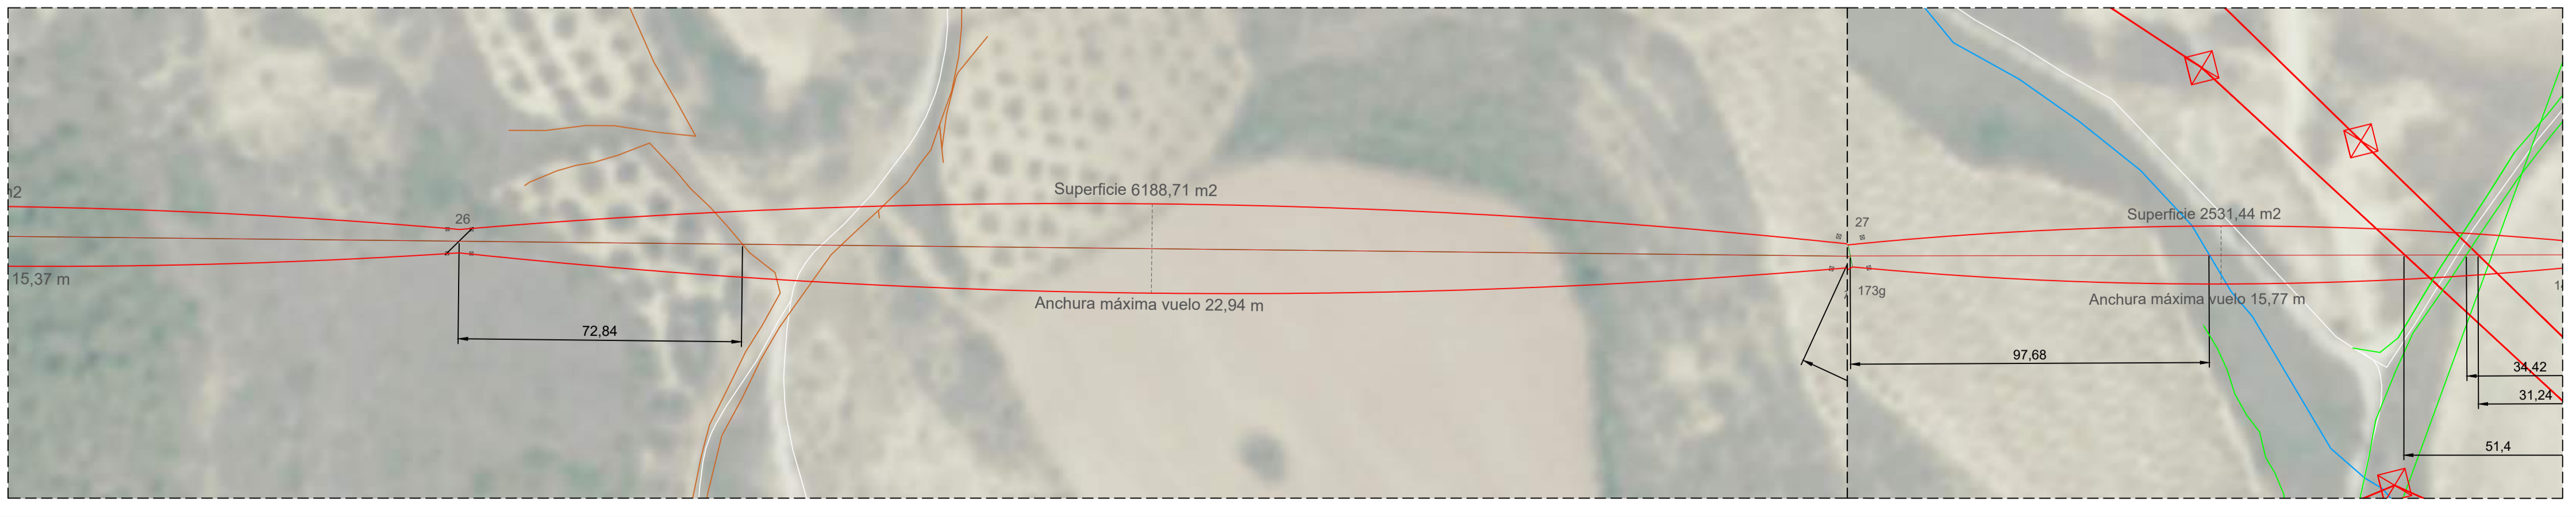 Superficie 6188,71 m2
26
15,37 m
Anchura máxima vuelo 22,94 m
72,84
27
Superficie 2531,44 m2
173g
Anchura máxima vuelo 15,77 m
97,68
34,42
31,24
51,4